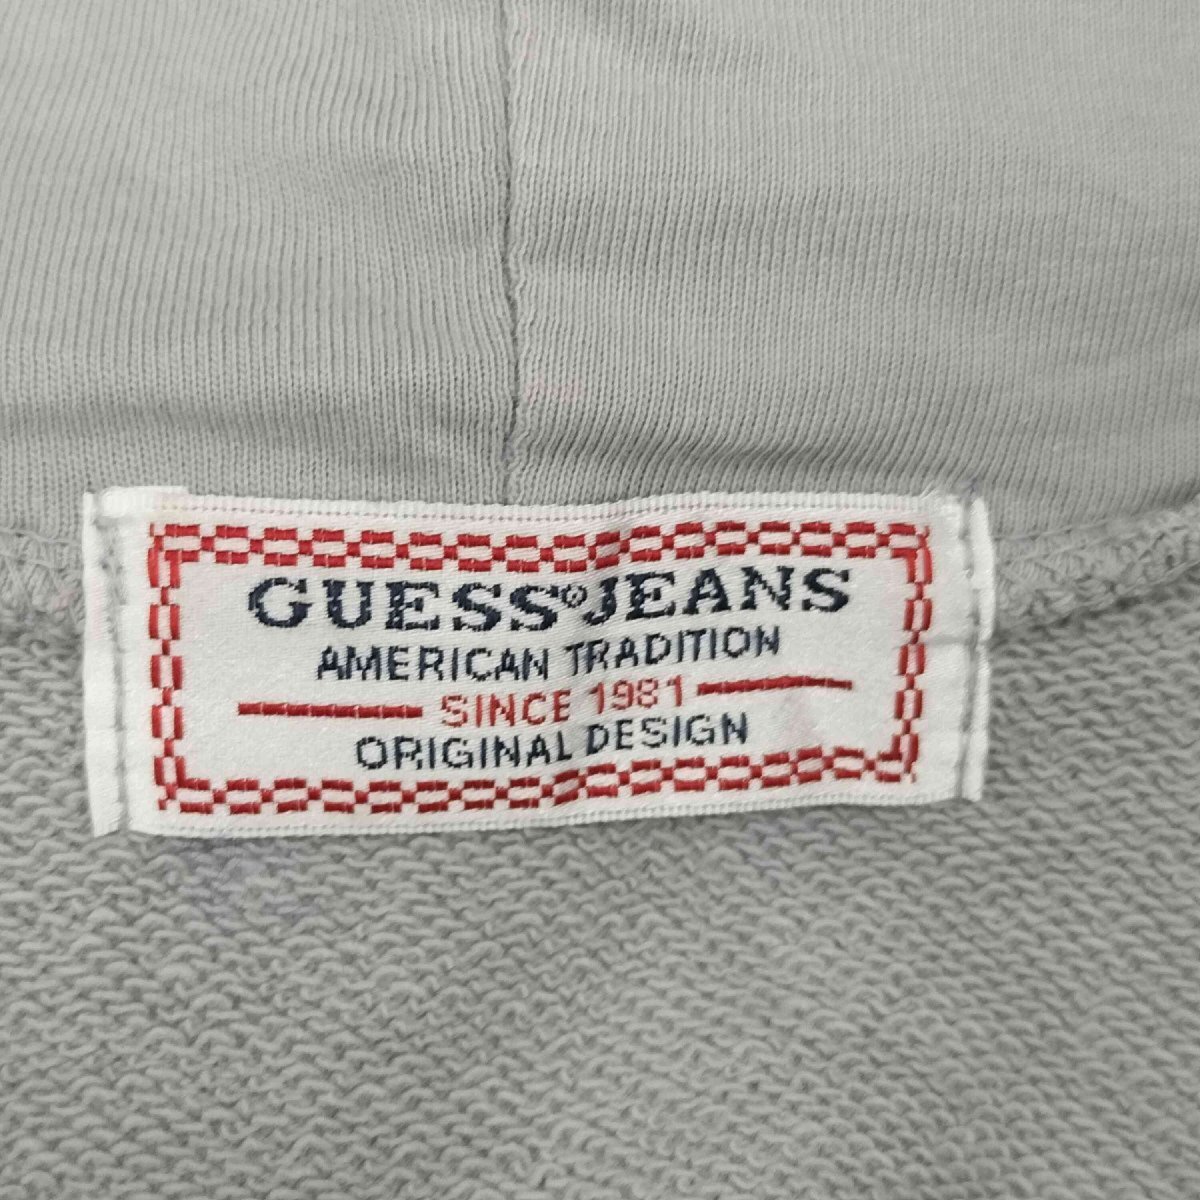 GUESS®JEANS
AMERICAN TRADITION
SINCE 1981
ORIGINAL DESIGN